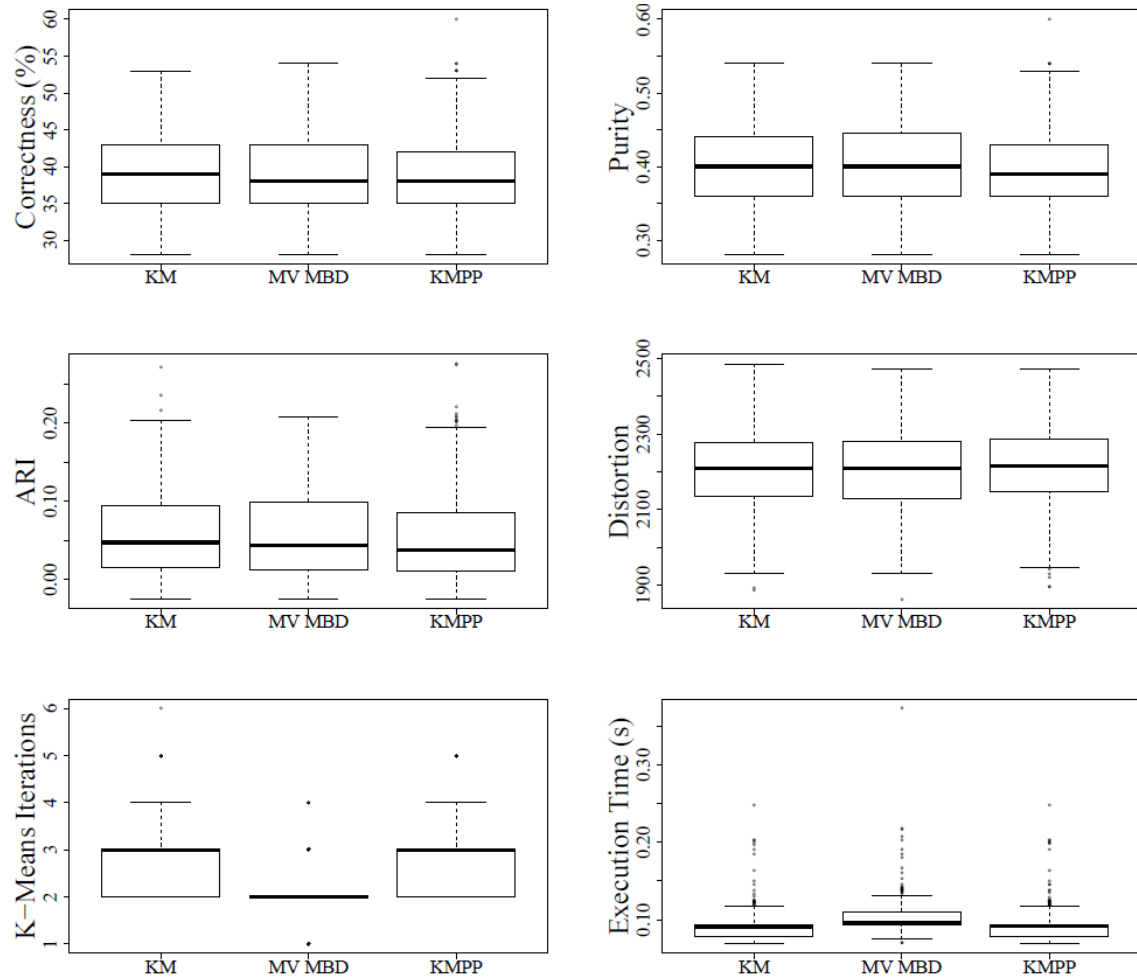 Correctness (%)
60
55
50
45
40
35
30
KM
MV MBD
KMPP
Purity
0.60
0.50
0.40
0.30
KM
MV MBD
KMPP
ARI
0.20
0.10
0.00
KM
MV MBD
KMPP
Distortion
2500
2300
2100
1900
KM
MV MBD
KMPP
K−Means Iterations
6
5
4
3
2
1
KM
MV MBD
KMPP
Execution Time (s)
0.30
0.20
0.10
KM
MV MBD
KMPP